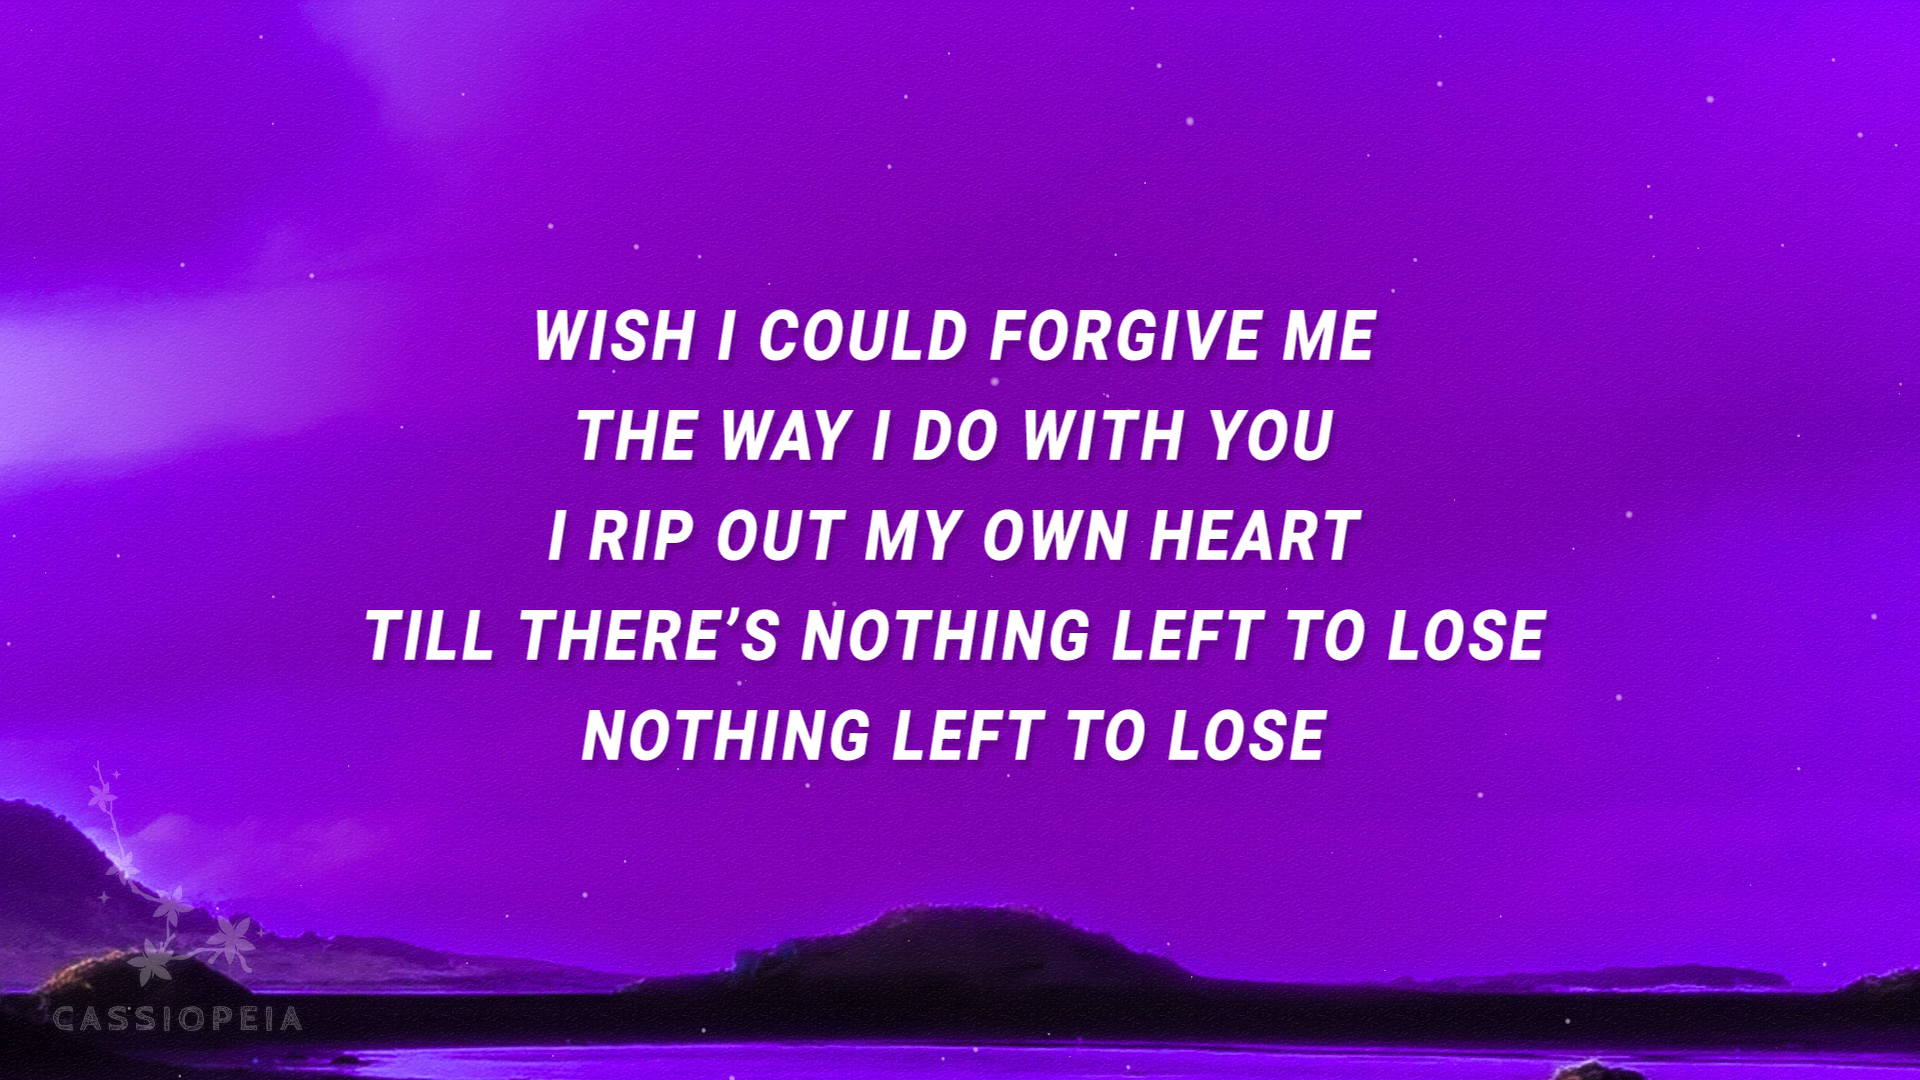 WISH I COULD FORGIVE ME
THE WAY I DO WITH YOU
I RIP OUT MY OWN HEART
TILL THERE’S NOTHING LEFT TO LOSE
NOTHING LEFT TO LOSE
CASSIOPEIA